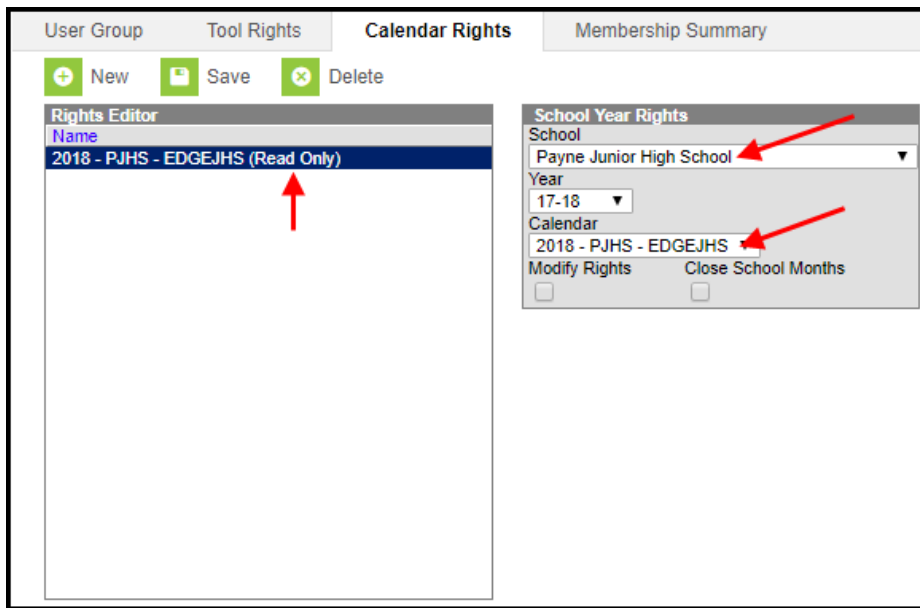 User Group Tool Rights Calendar Rights Membership Summary
New Save Delete
Rights Editor
Name
2018 - PJHS - EDGEJHS (Read Only)
School Year Rights
School
Payne Junior High School
Year
17-18
Calendar
2018 - PJHS - EDGEJHS
Modify Rights Close School Months